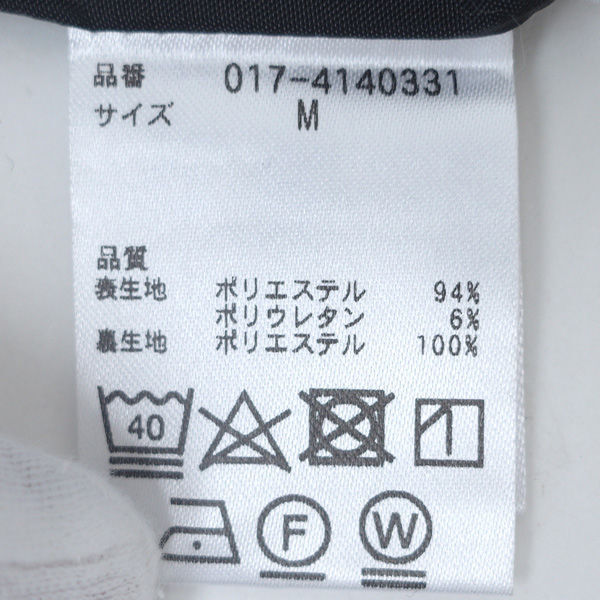 品番 017-4140331
サイズ M
品質
表生地 ポリエステル 94%
ポリウレタン 6%
裏生地 ポリエステル 100%
40
F W